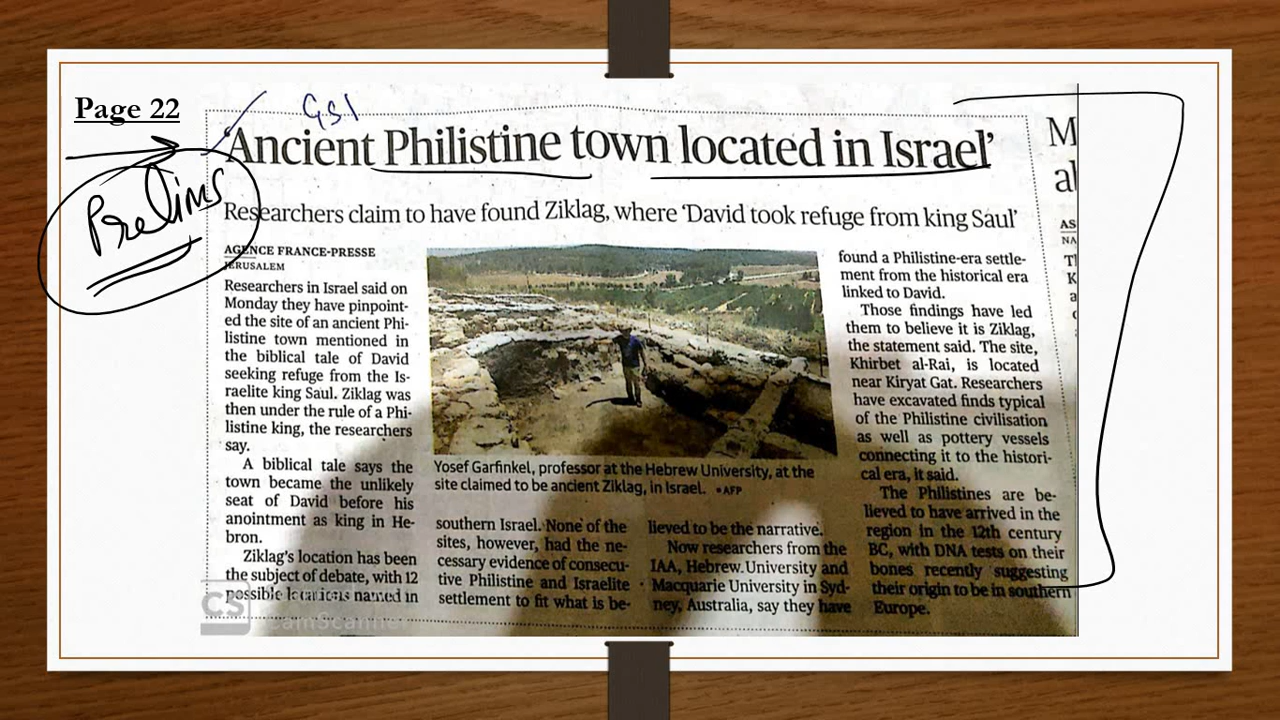 Page 22
G.S1
Prelims
Ancient Philistine town located in Israel’
Researchers claim to have found Ziklag, where ‘David took refuge from king Saul’
AGENCE FRANCE-PRESSE
JERUSALEM
Researchers in Israel said on
Monday they have pinpoint-
ed the site of an ancient Phi-
listine town mentioned in
the biblical tale of David
seeking refuge from the Is-
raelite king Saul. Ziklag was
then under the rule of a Phi-
listine king, the researchers
say.
A biblical tale says the
town became the unlikely
seat of David before his
anointment as king in He-
bron.
Ziklag’s location has been
the subject of debate, with 12
possible locations named in
Yosef Garfinkel, professor at the Hebrew University, at the
site claimed to be ancient Ziklag, in Israel. •AFP
southern Israel. None of the
sites, however, had the ne-
cessary evidence of consecu-
tive Philistine and Israelite
settlement to fit what is be-
lieved to be the narrative.
Now researchers from the
IAA, Hebrew University and
Macquarie University in Syd-
ney, Australia, say they have
found a Philistine-era settle-
ment from the historical era
linked to David.
Those findings have led
them to believe it is Ziklag,
the statement said. The site,
Khirbet al-Rai, is located
near Kiryat Gat. Researchers
have excavated finds typical
of the Philistine civilisation
as well as pottery vessels
connecting it to the histori-
cal era, it said.
The Philistines are be-
lieved to have arrived in the
region in the 12th century
BC, with DNA tests on their
bones recently suggesting
their origin to be in southern
Europe.
M
al
AS
NA
K
a
CS CamScanner